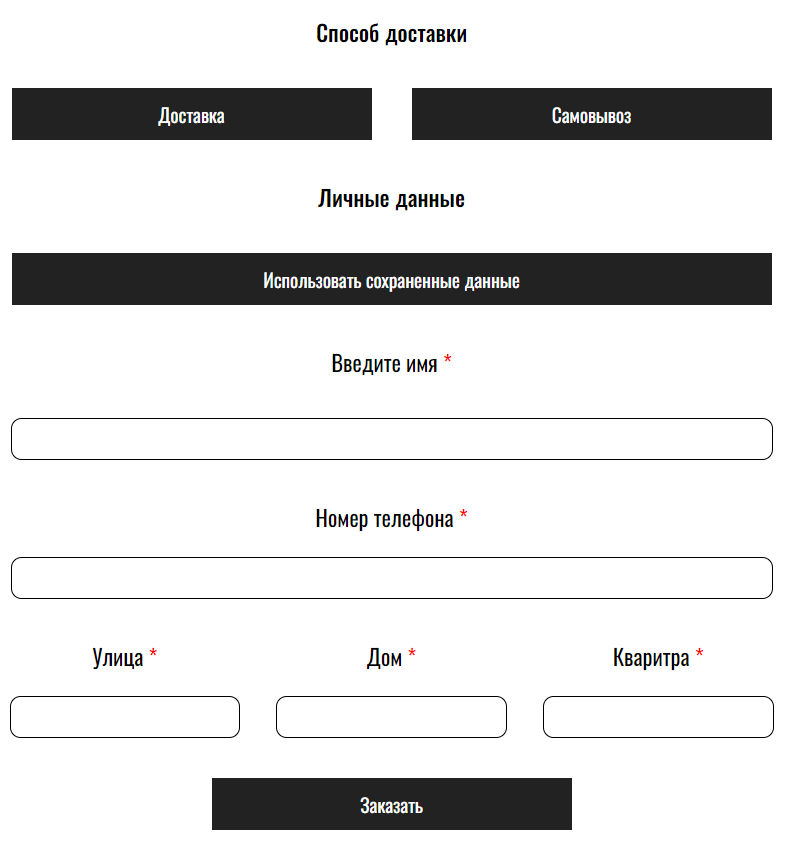 Способ доставки
Доставка Самовывоз
Личные данные
Использовать сохраненные данные
Введите имя *
Номер телефона *
Улица * Дом * Кваритра *
Заказать